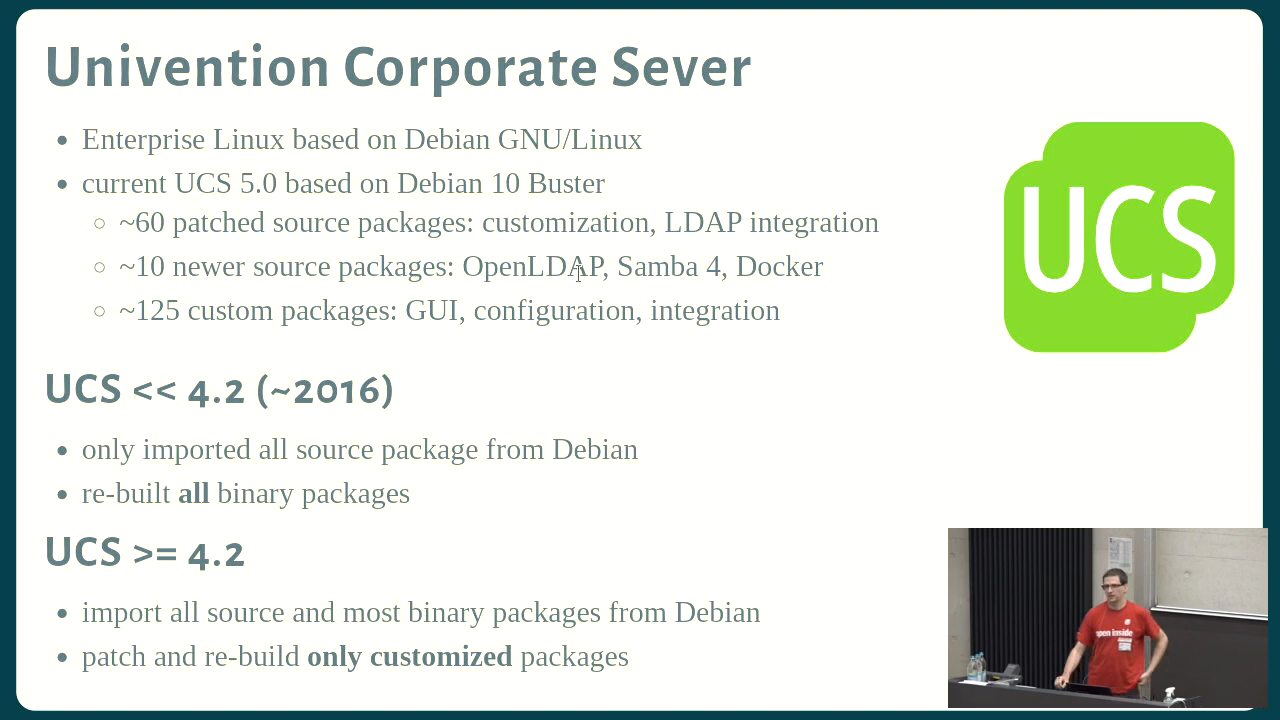 Univention Corporate Sever
• Enterprise Linux based on Debian GNU/Linux
• current UCS 5.0 based on Debian 10 Buster
◦ ~60 patched source packages: customization, LDAP integration
◦ ~10 newer source packages: OpenLDAP, Samba 4, Docker
◦ ~125 custom packages: GUI, configuration, integration
UCS
UCS << 4.2 (~2016)
• only imported all source package from Debian
• re-built all binary packages
UCS >= 4.2
• import all source and most binary packages from Debian
• patch and re-build only customized packages
open inside